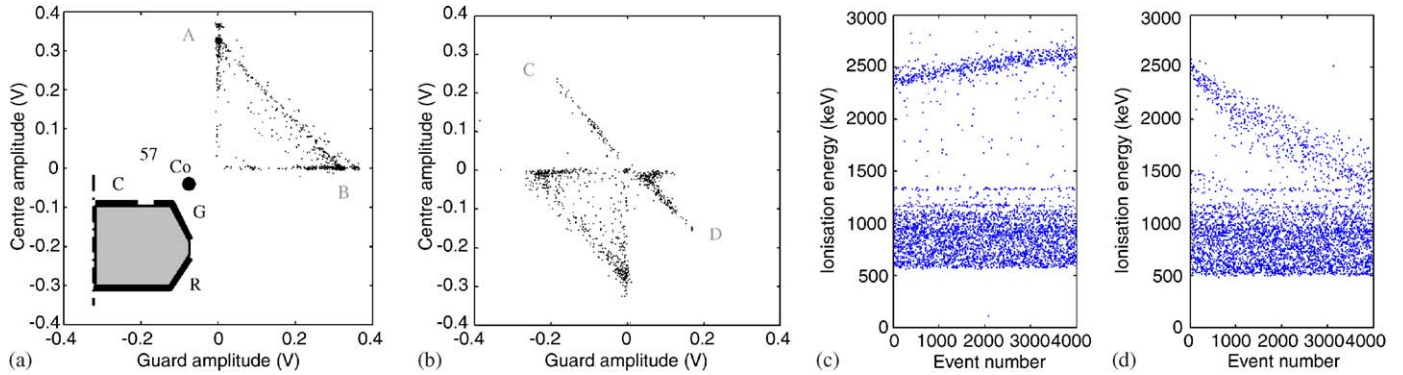 0.4
0.3
0.2
0.1
0
-0.1
-0.2
-0.3
-0.4
Centre amplitude (V)
A
B
57
Co
C
G
R
-0.4 -0.2 0 0.2 0.4
(a) Guard amplitude (V)
0.4
0.3
0.2
0.1
0
-0.1
-0.2
-0.3
-0.4
Centre amplitude (V)
C
D
-0.4 -0.2 0 0.2 0.4
(b) Guard amplitude (V)
3000
2500
2000
1500
1000
500
0
Ionisation energy (keV)
0 1000 2000 3000 4000
(c) Event number
3000
2500
2000
1500
1000
500
0
Ionisation energy (keV)
0 1000 2000 3000 4000
(d) Event number